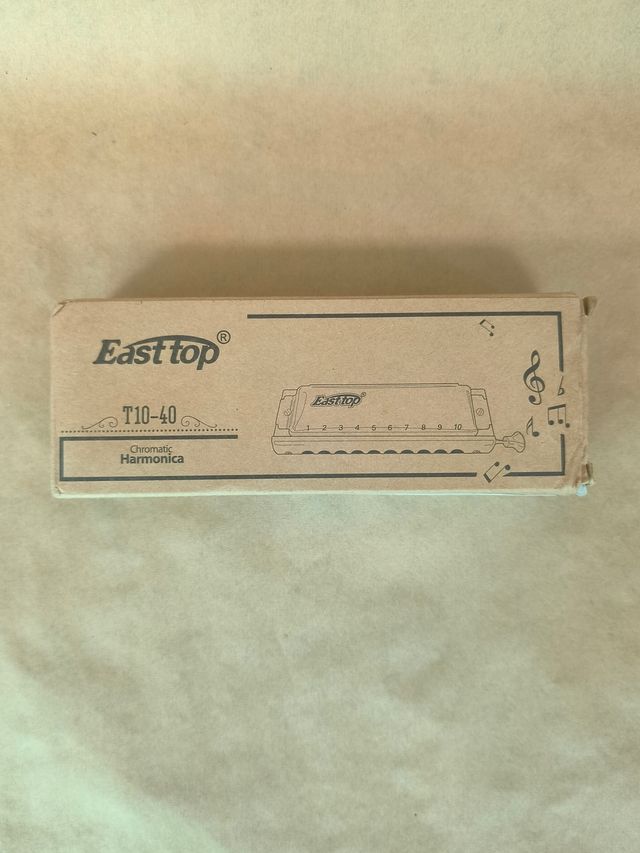 Easttop®
T10-40
Chromatic
Harmonica
Easttop®
1 2 3 4 5 6 7 8 9 10